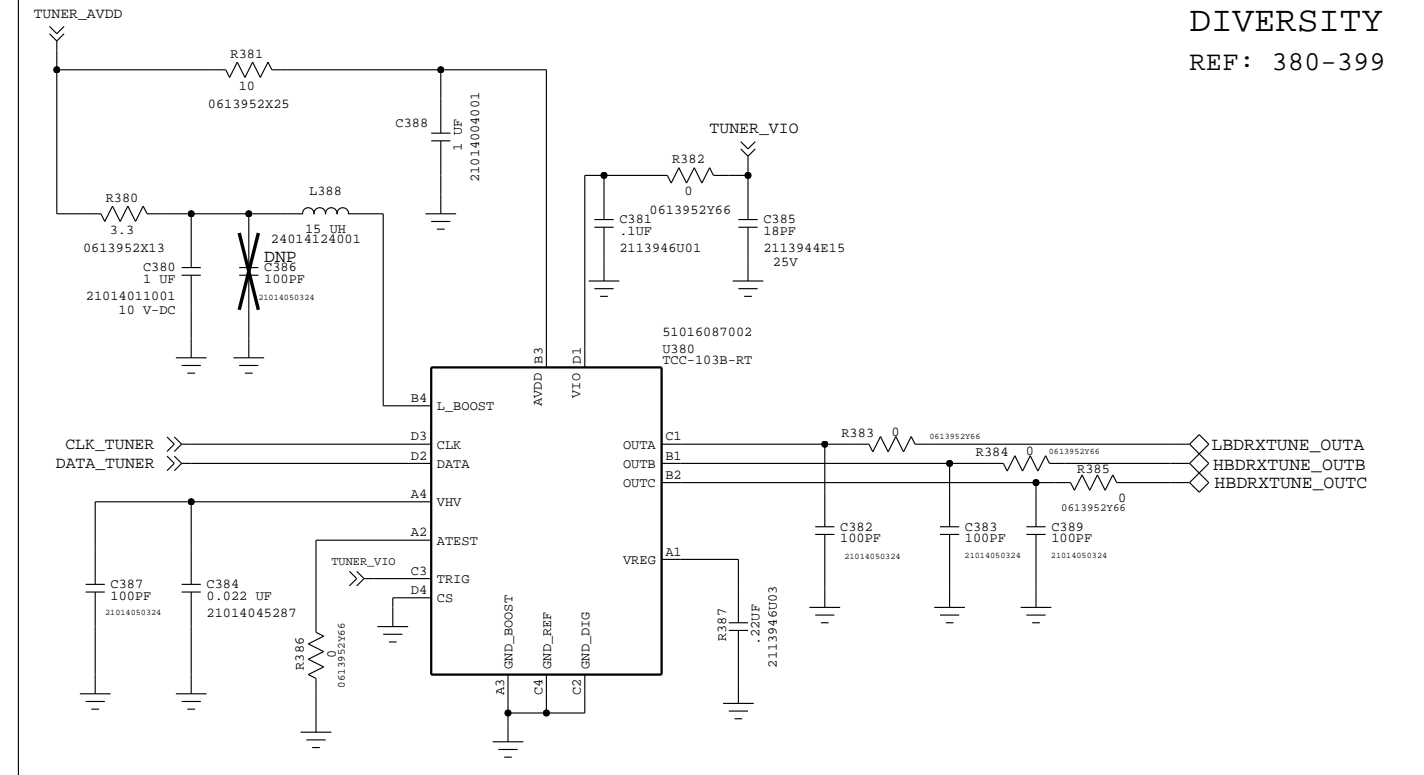 TUNER_AVDD
DIVERSITY
REF: 380-399
R381
10
0613952X25
C388
1 UF
21014004001
TUNER_VIO
R382
0
0613952Y66
C381
.1UF
2113946U01
C385
18PF
2113944E15
25V
R380
3.3
0613952X13
L388
15 UH
24014124001
DNP
C380
1 UF
21014011001
10 V-DC
C386
100PF
21014050324
51016087002
U380
TCC-103B-RT
B3
AVDD
D1
VIO
B4
L_BOOST
CLK_TUNER
D3
CLK
DATA_TUNER
D2
DATA
A4
VHV
A2
ATEST
TUNER_VIO
C3
TRIG
D4
CS
C387
100PF
21014050324
C384
0.022 UF
21014045287
R386
0
0613952Y66
GND_BOOST
GND_REF
GND_DIG
A3
C4
C2
OUTA
C1
OUTB
B1
OUTC
B2
VREG
A1
R383
0
0613952Y66
LBDRXTUNE_OUTA
R384
0
0613952Y66
HBDRXTUNE_OUTB
R385
0
0613952Y66
HBDRXTUNE_OUTC
C382
100PF
21014050324
C383
100PF
21014050324
C389
100PF
21014050324
R387
.22UF
2113946U03